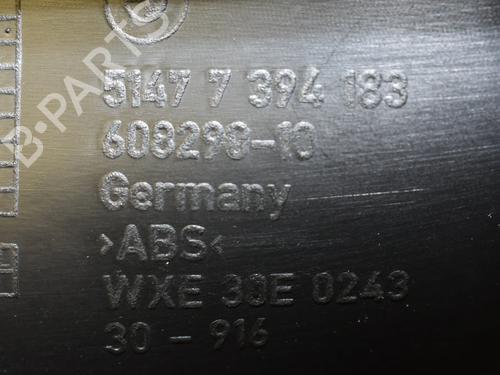 B-PARTS
5147 7 394 183
608298-10
Germany
>ABS<
WXE 30E 0243
30 - 916